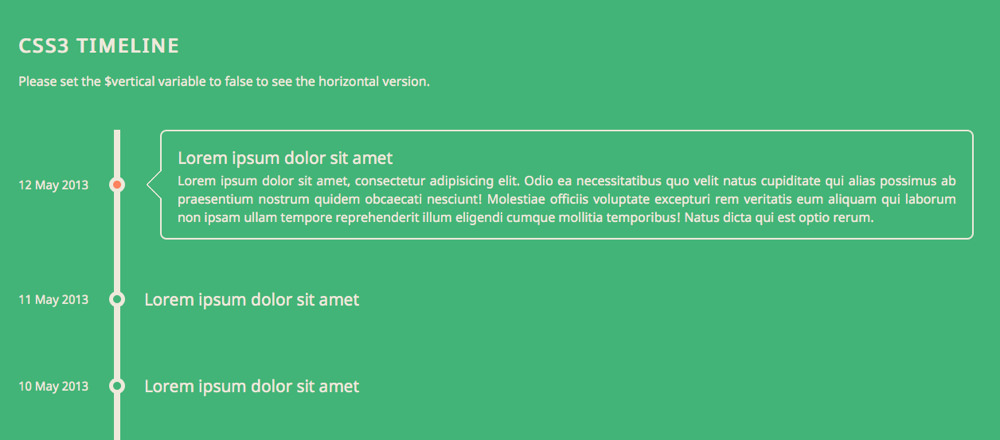 CSS3 TIMELINE
Please set the $vertical variable to false to see the horizontal version.
Lorem ipsum dolor sit amet
12 May 2013
Lorem ipsum dolor sit amet, consectetur adipisicing elit. Odio ea necessitatibus quo velit natus cupiditate qui alias possimus ab
praesentium nostrum quidem obcaecati nesciunt! Molestiae officiis voluptate excepturi rem veritatis eum aliquam qui laborum
non ipsam ullam tempore reprehenderit illum eligendi cumque mollitia temporibus! Natus dicta qui est optio rerum.
11 May 2013
Lorem ipsum dolor sit amet
10 May 2013
Lorem ipsum dolor sit amet